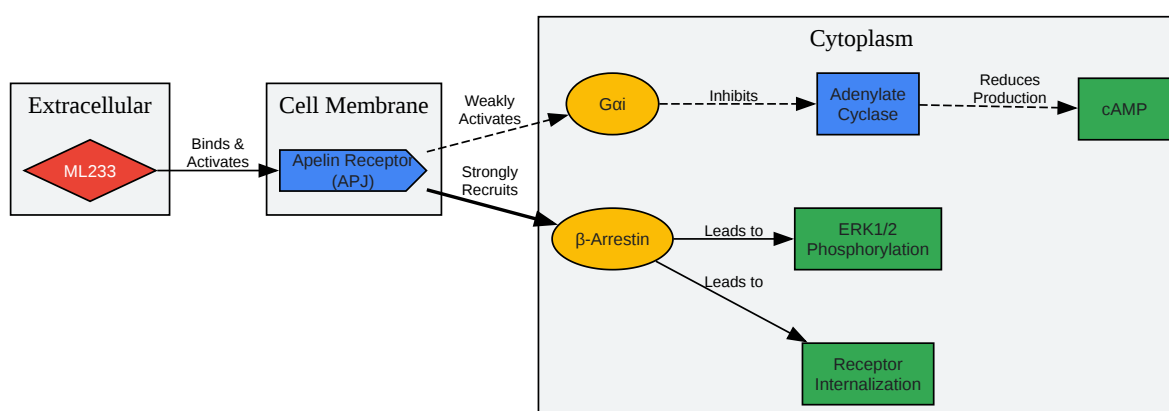 Cytoplasm
Extracellular
Cell Membrane
ML233
Binds &
Activates
Apelin Receptor
(APJ)
Weakly
Activates
Gαi
Inhibits
Adenylate
Cyclase
Reduces
Production
cAMP
Strongly
Recruits
β-Arrestin
Leads to
ERK1/2
Phosphorylation
Leads to
Receptor
Internalization